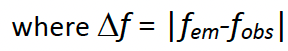 where Δf = |fem-fobs|